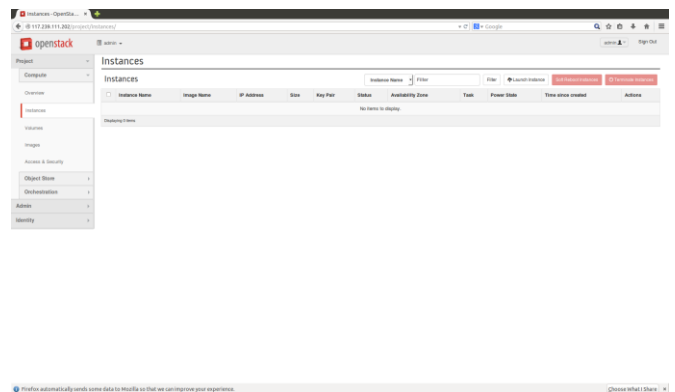 Instances - OpenSta...
117.239.111.202/project/instances/
Google
openstack
admin
admin
Sign Out
Project
Compute
Overview
Instances
Volumes
Images
Access & Security
Object Store
Orchestration
Admin
Identity
Instances
Instances
Instance Name
Filter
Filter
Launch Instance
Soft Reboot Instances
Terminate Instances
Instance Name Image Name IP Address Size Key Pair Status Availability Zone Task Power State Time since created Actions
No items to display.
Displaying 0 items
Firefox automatically sends some data to Mozilla so that we can improve your experience.
Choose What I Share